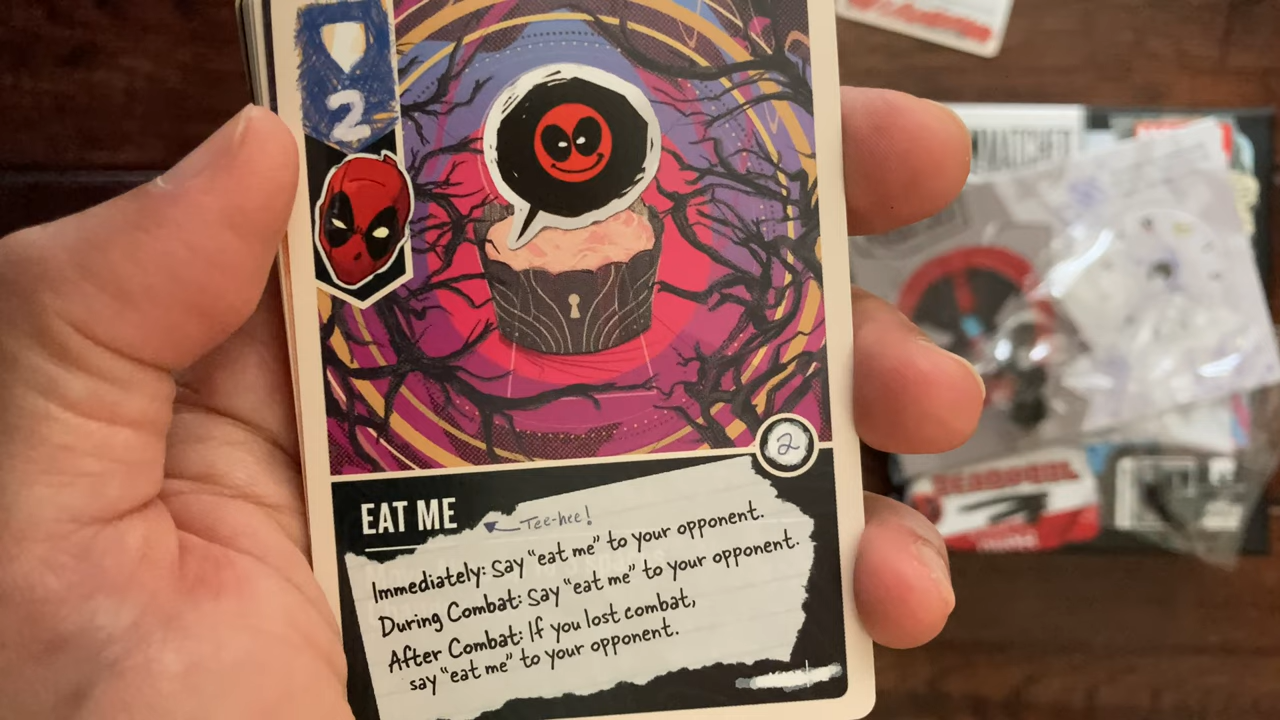 2
2
EAT ME
Tee-hee!
Immediately: Say “eat me” to your opponent.
During Combat: Say “eat me” to your opponent.
After Combat: If you lost combat,
say “eat me” to your opponent.
UNMATCHED
DEADPOOL